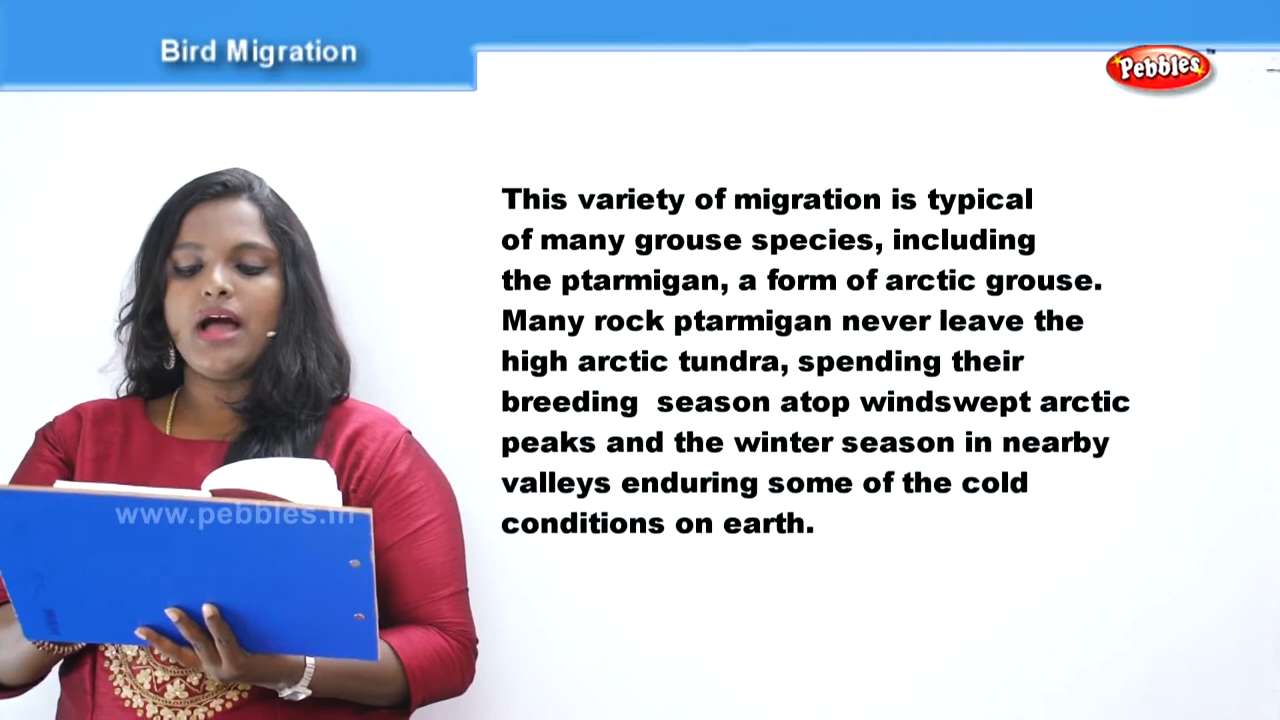 Bird Migration
Pebbles
This variety of migration is typical
of many grouse species, including
the ptarmigan, a form of arctic grouse.
Many rock ptarmigan never leave the
high arctic tundra, spending their
breeding season atop windswept arctic
peaks and the winter season in nearby
valleys enduring some of the cold
conditions on earth.
www.pebbles.in